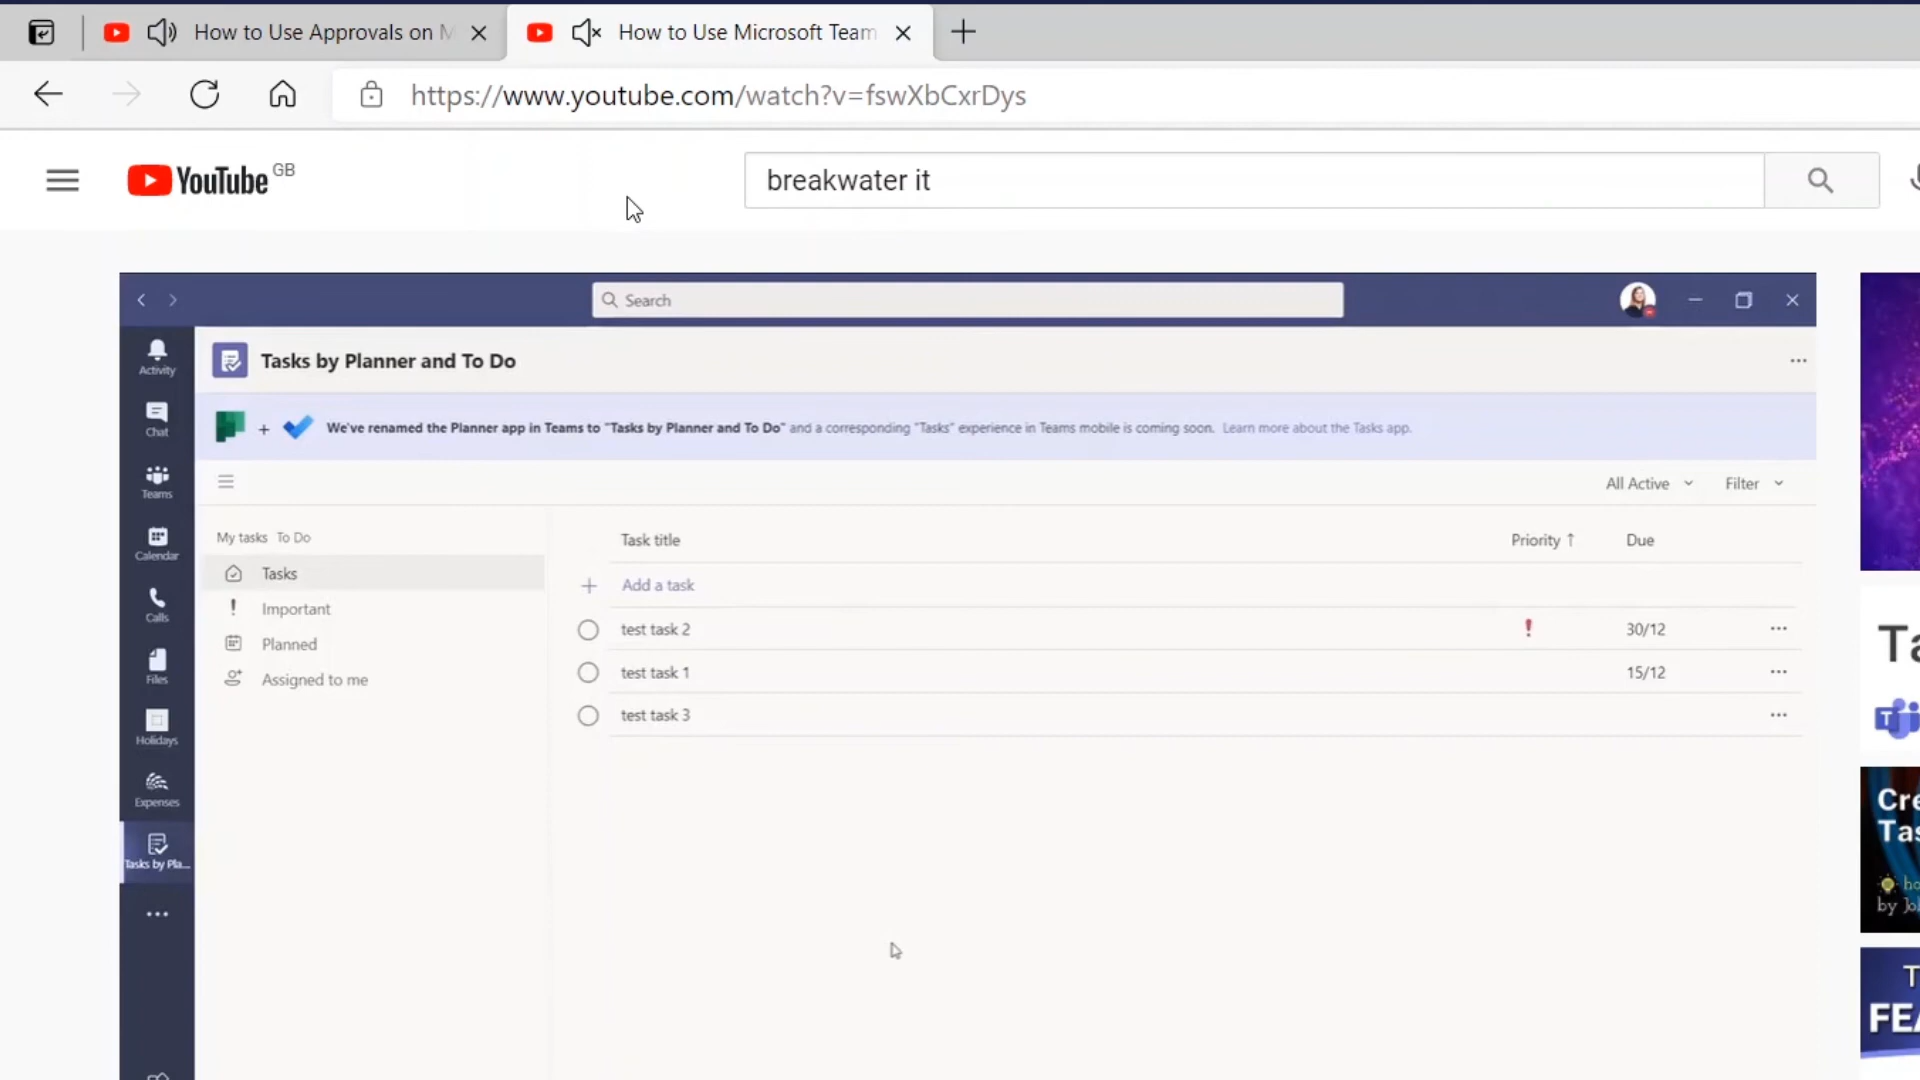 How to Use Approvals on M
How to Use Microsoft Team
https://www.youtube.com/watch?v=fswXbCxrDys
YouTube GB
breakwater it
Search
Activity
Chat
Teams
Calendar
Calls
Files
Holidays
Expenses
Tasks by Pla...
Tasks by Planner and To Do
We've renamed the Planner app in Teams to "Tasks by Planner and To Do" and a corresponding "Tasks" experience in Teams mobile is coming soon. Learn more about the Tasks app.
All Active Filter
My tasks To Do
Tasks
Important
Planned
Assigned to me
Task title Priority ↑ Due
Add a task
test task 2 ! 30/12
test task 1 15/12
test task 3
Ta
T
Cre
Tas
ho
by Jo
T
FEA